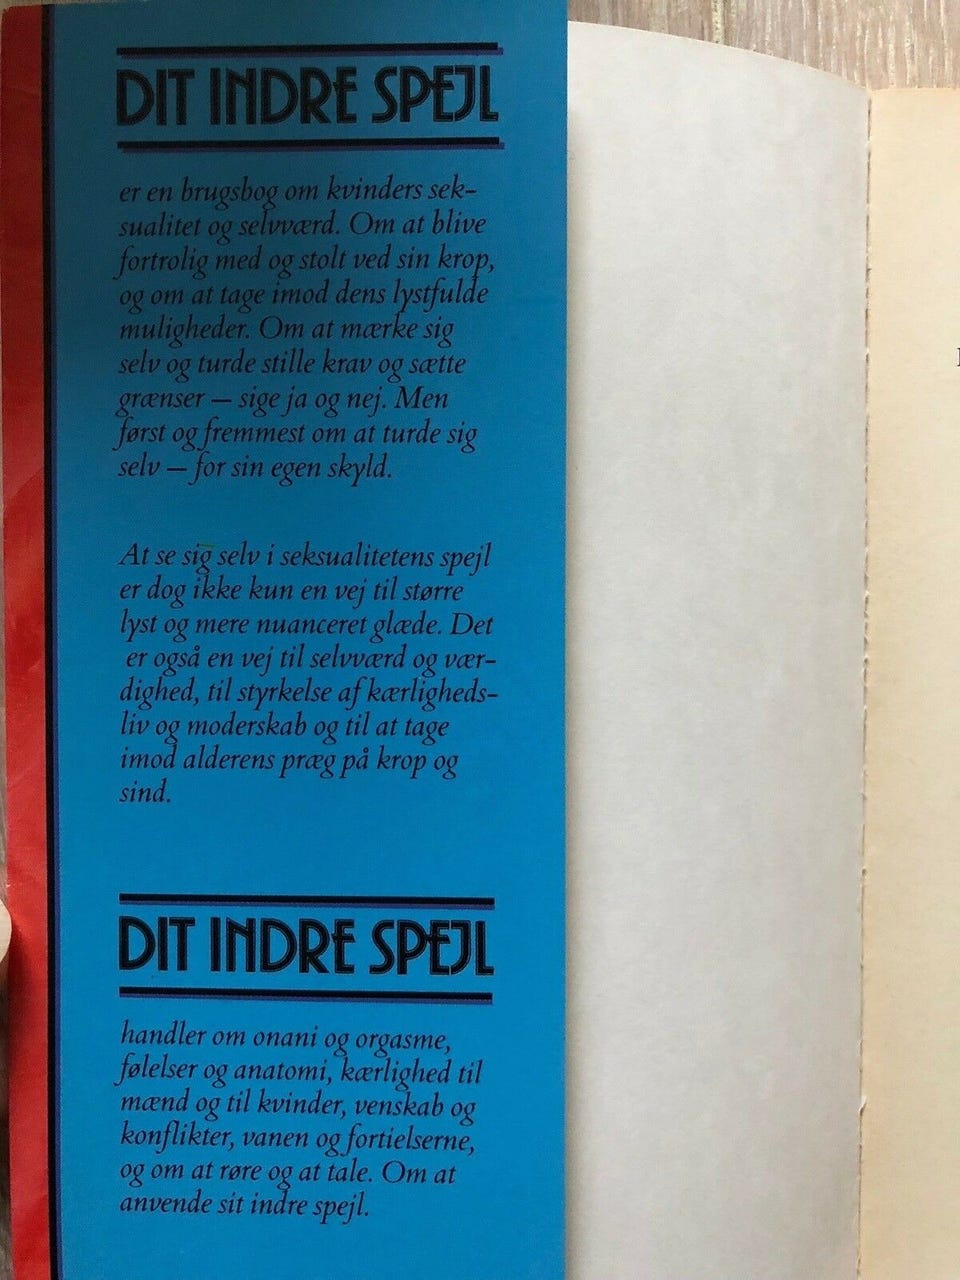 DIT INDRE SPEJL
er en brugsbog om kvinders sek-
sualitet og selvværd. Om at blive
fortrolig med og stolt ved sin krop,
og om at tage imod dens lystfulde
muligheder. Om at mærke sig
selv og turde stille krav og sætte
grænser – sige ja og nej. Men
først og fremmest om at turde sig
selv – for sin egen skyld.
At se sig selv i seksualitetens spejl
er dog ikke kun en vej til større
lyst og mere nuanceret glæde. Det
er også en vej til selvværd og vær-
dighed, til styrkelse af kærligheds-
liv og moderskab og til at tage
imod alderens præg på krop og
sind.
DIT INDRE SPEJL
handler om onani og orgasme,
følelser og anatomi, kærlighed til
mænd og til kvinder, venskab og
konflikter, vanen og fortielserne,
og om at røre og at tale. Om at
anvende sit indre spejl.